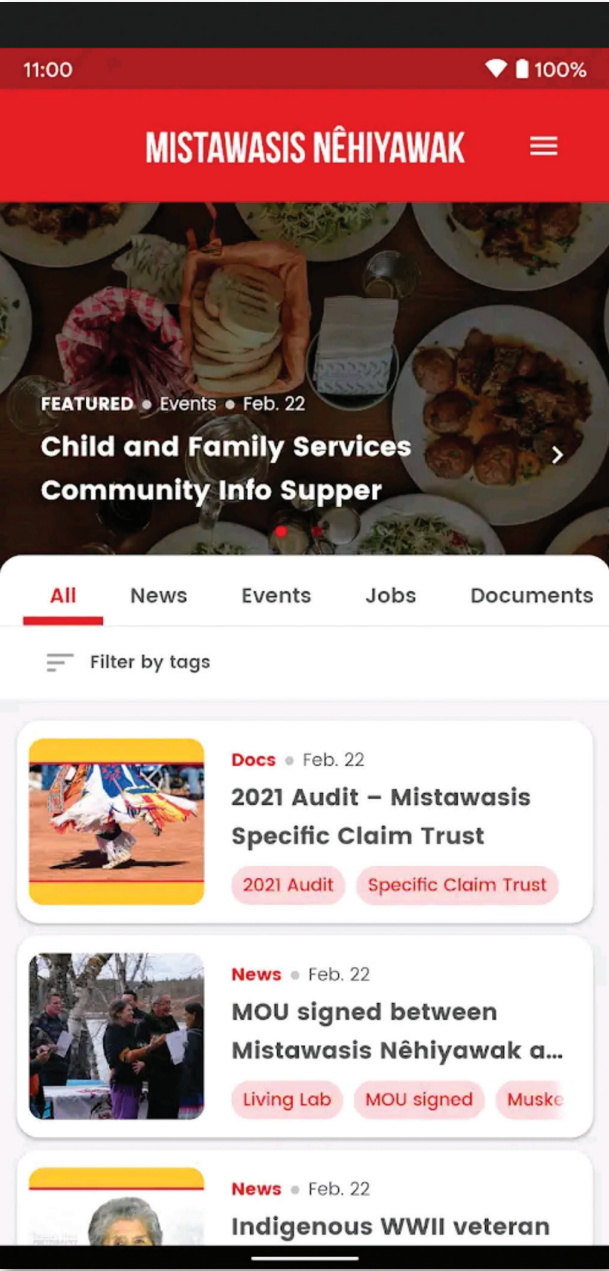 11:00
100%
MISTAWASIS NÊHIYAWAK
FEATURED • Events • Feb. 22
Child and Family Services
Community Info Supper
All
News
Events
Jobs
Documents
Filter by tags
Docs • Feb. 22
2021 Audit – Mistawasis
Specific Claim Trust
2021 Audit
Specific Claim Trust
News • Feb. 22
MOU signed between
Mistawasis Nêhiyawak a...
Living Lab
MOU signed
Muske
News • Feb. 22
Indigenous WWII veteran